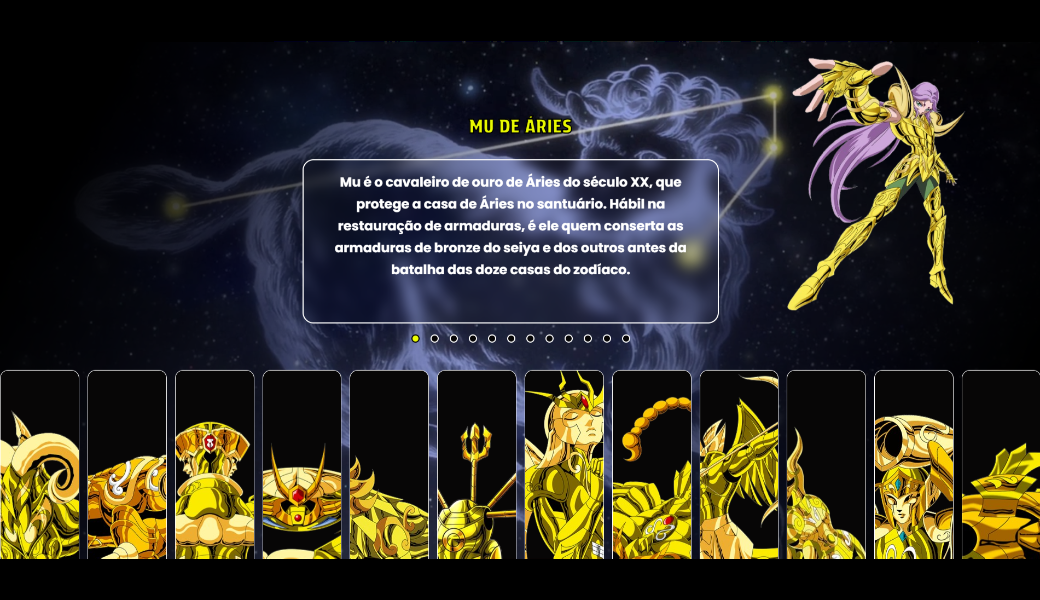 MU DE ÁRIES
Mu é o cavaleiro de ouro de Áries do século XX, que
protege a casa de Áries no santuário. Hábil na
restauração de armaduras, é ele quem conserta as
armaduras de bronze do seiya e dos outros antes da
batalha das doze casas do zodíaco.